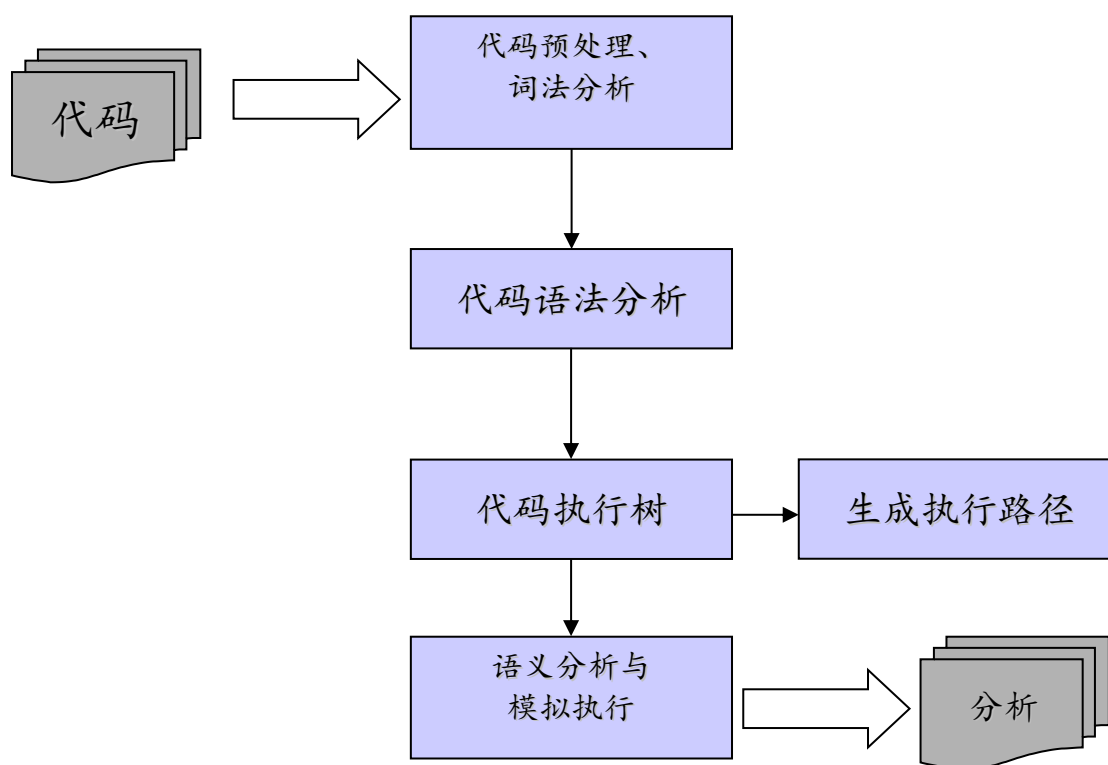 代码
代码预处理、
词法分析
代码语法分析
代码执行树
生成执行路径
语义分析与
模拟执行
分析